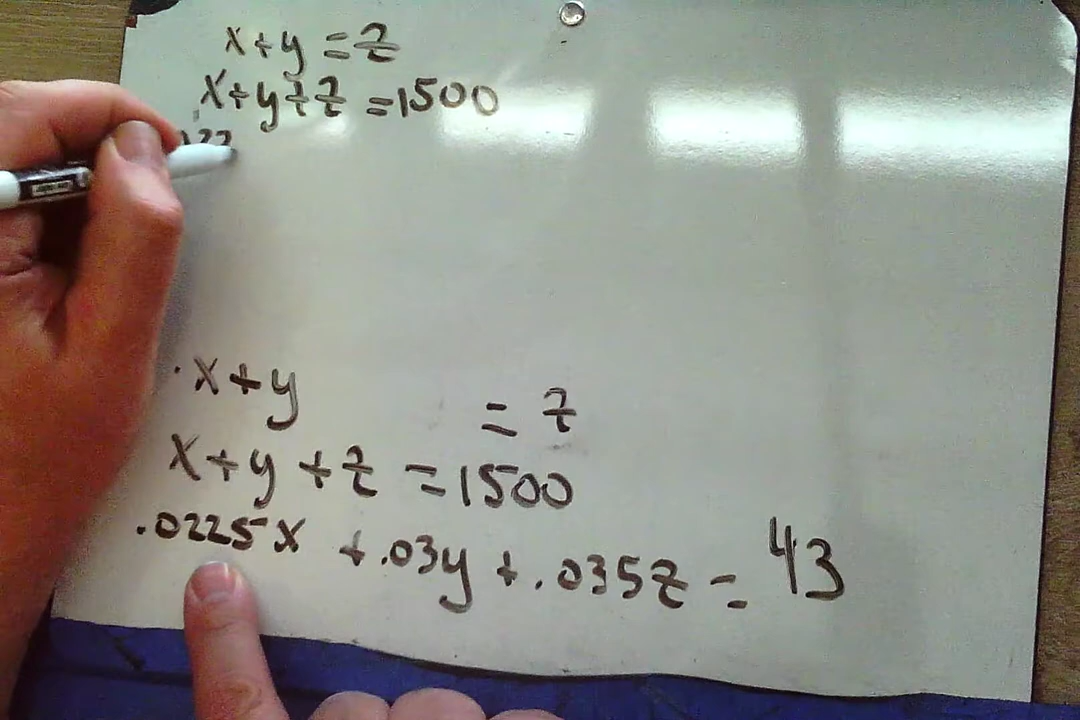 x+y=z
x+y+z=1500
·x+y = z
x+y+z=1500
.0225x +.03y +.035z = 43